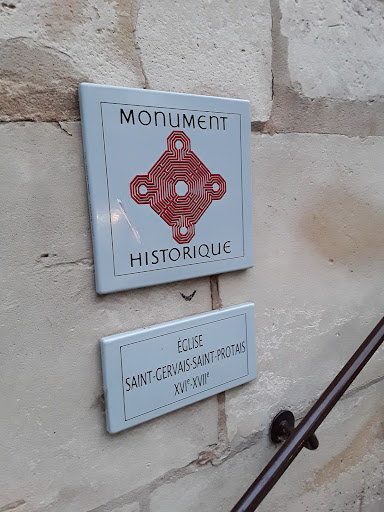 MONUMENT
HISTORIQUE
ÉGLISE
SAINT-GERVAIS-SAINT-PROTAIS
XVIᵉ-XVIIᵉ